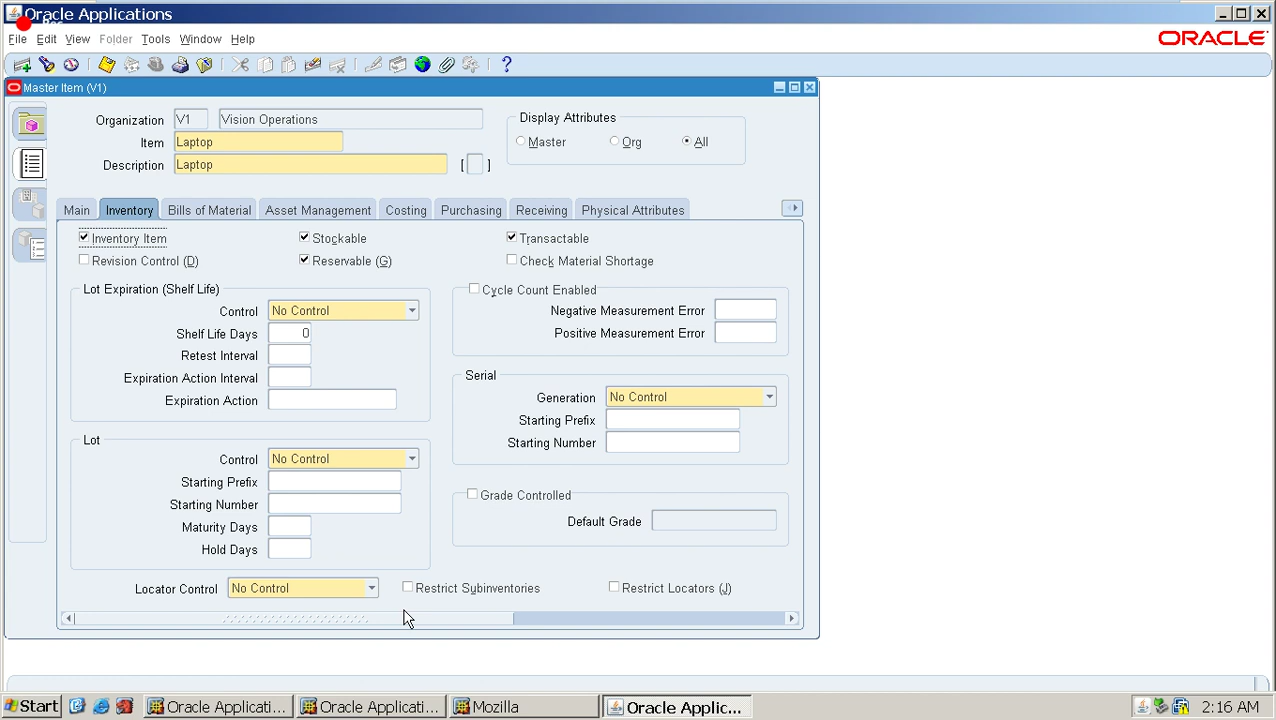 Oracle Applications
File Edit View Folder Tools Window Help
ORACLE
Master Item (V1)
Organization V1 Vision Operations
Display Attributes
Item Laptop
Master Org All
Description Laptop [ ]
Main Inventory Bills of Material Asset Management Costing Purchasing Receiving Physical Attributes
Inventory Item Stockable Transactable
Revision Control (D) Reservable (G) Check Material Shortage
Lot Expiration (Shelf Life)
Control No Control
Shelf Life Days 0
Retest Interval
Expiration Action Interval
Expiration Action
Cycle Count Enabled
Negative Measurement Error
Positive Measurement Error
Serial
Generation No Control
Starting Prefix
Starting Number
Lot
Control No Control
Starting Prefix
Starting Number
Maturity Days
Hold Days
Grade Controlled
Default Grade
Locator Control No Control Restrict Subinventories Restrict Locators (J)
Start Oracle Applicati... Oracle Applicati... Mozilla Oracle Applic... 2:16 AM